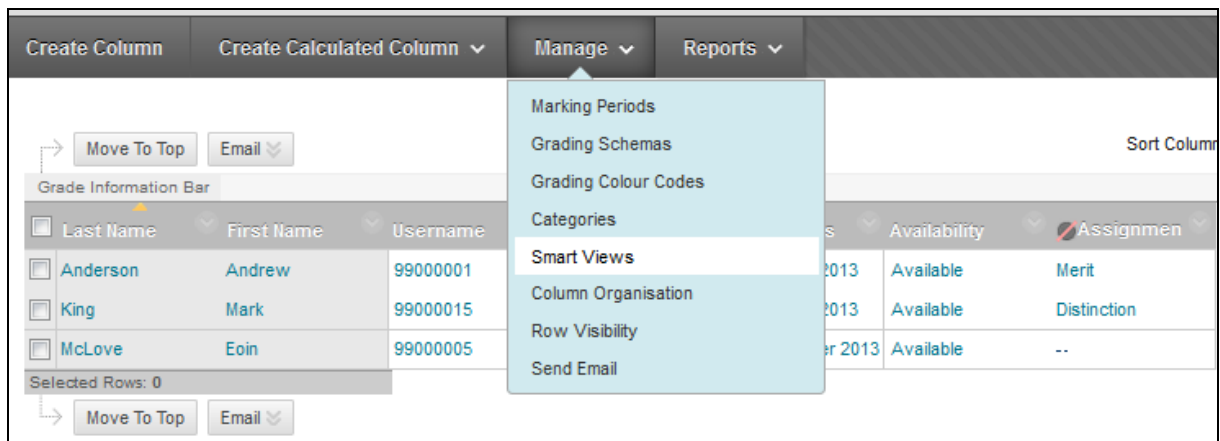 Create Column Create Calculated Column Manage Reports
Marking Periods
Grading Schemas
Grading Colour Codes
Categories
Smart Views
Column Organisation
Row Visibility
Send Email
Move To Top Email Sort Column
Grade Information Bar
Last Name First Name Username s Availability Assignmen
Anderson Andrew 99000001 2013 Available Merit
King Mark 99000015 2013 Available Distinction
McLove Eoin 99000005 er 2013 Available --
Selected Rows: 0
Move To Top Email